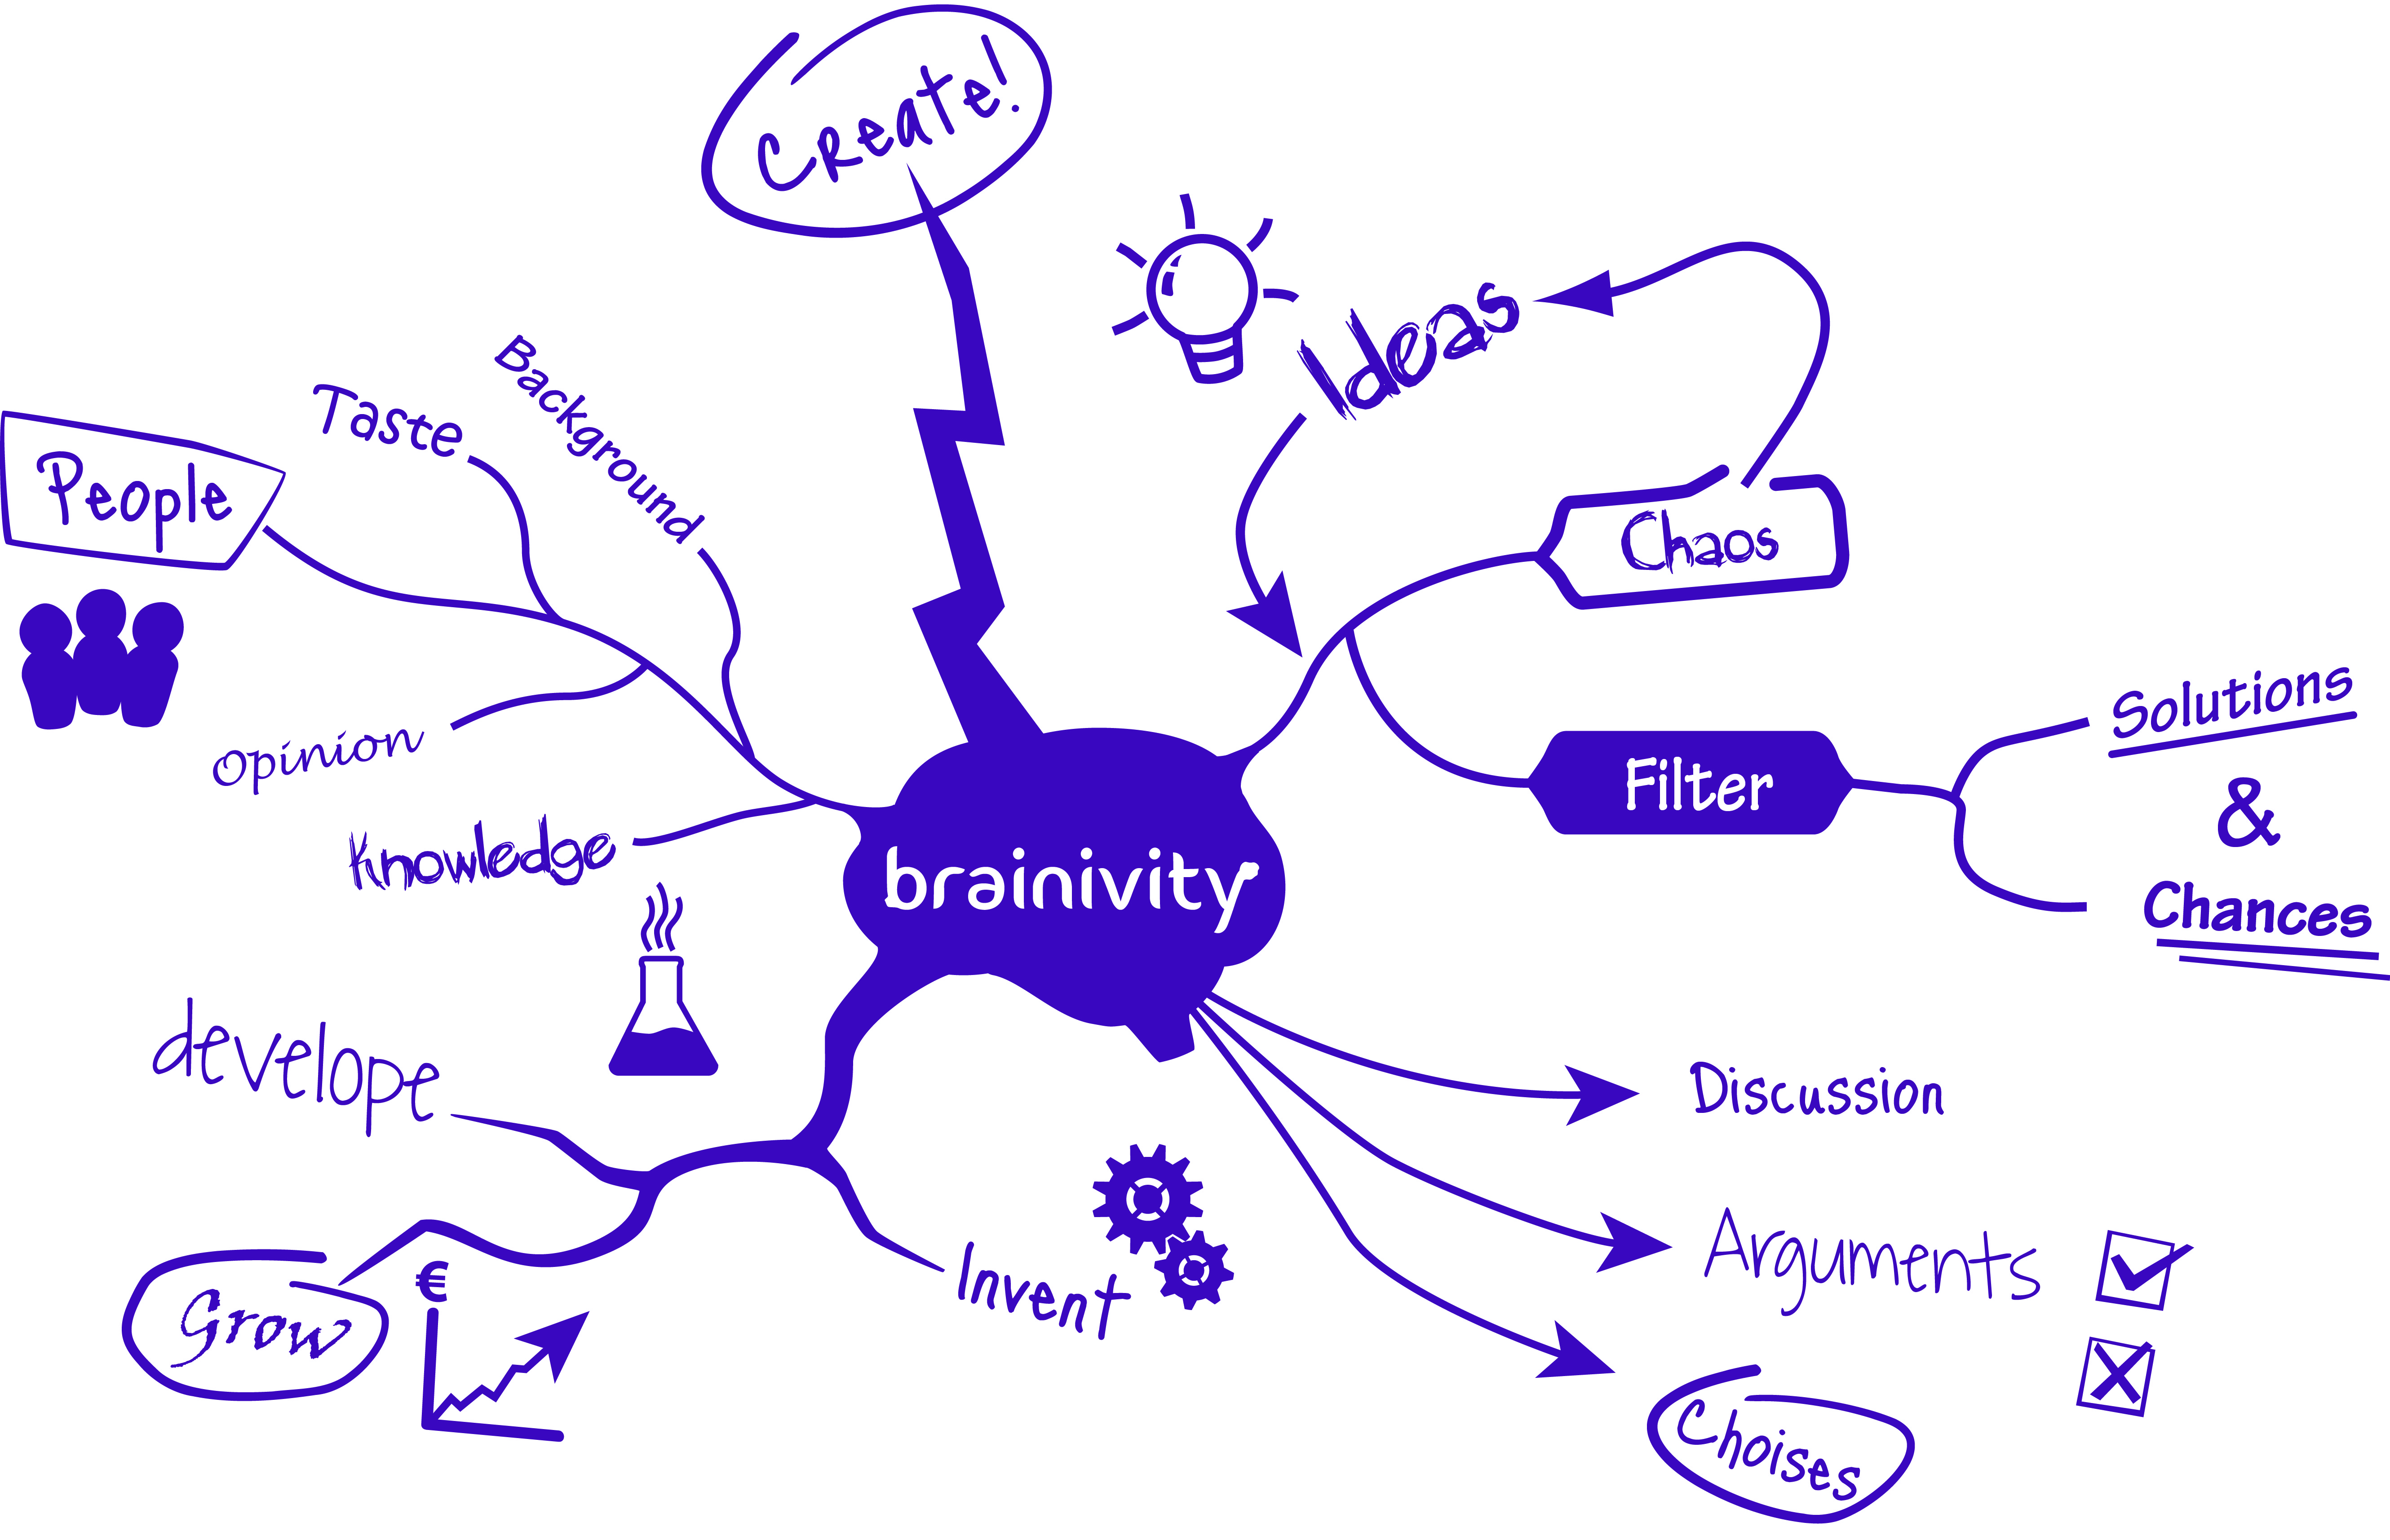 Create!
Ideas
Background
Taste
People
Chaos
Opinion
Solutions
Filter
&
Knowledge
brainivity
Chances
develope
Discussion
Arguments
Invent
€
Grow
Choises